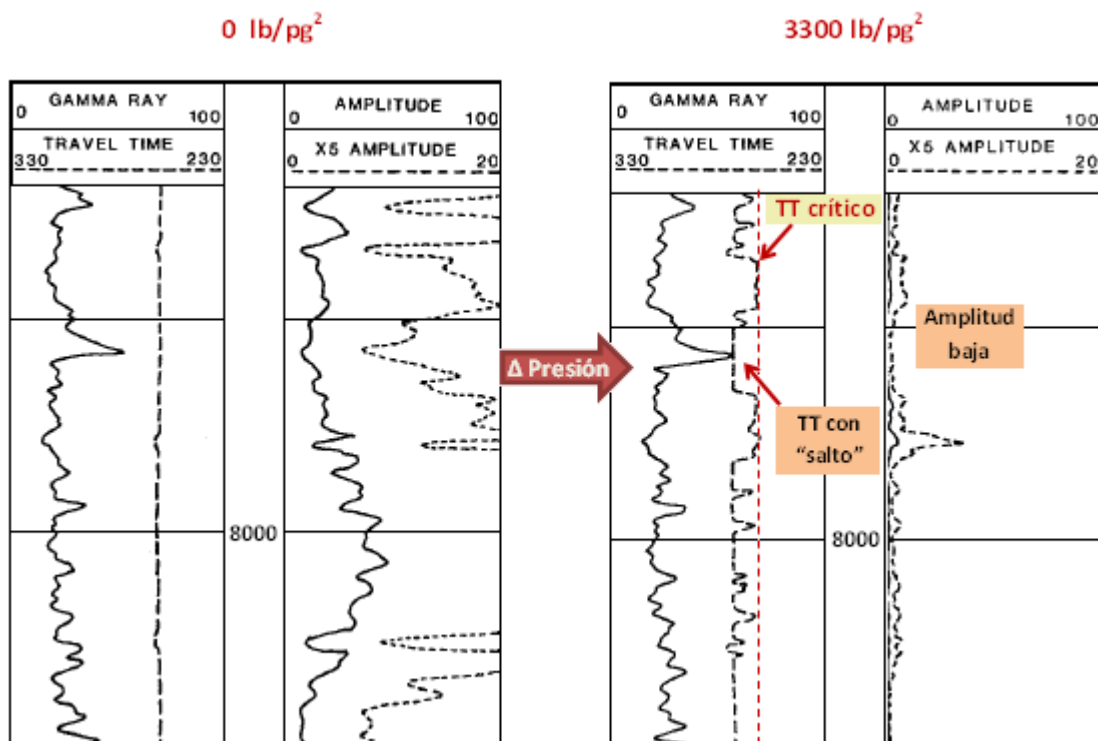 0 lb/pg²
3300 lb/pg²
GAMMA RAY
0 100
TRAVEL TIME
330 230
AMPLITUDE
0 100
X5 AMPLITUDE
0 20
GAMMA RAY
0 100
TRAVEL TIME
330 230
AMPLITUDE
0 100
X5 AMPLITUDE
0 20
TT crítico
Amplitud
baja
Δ Presión
TT con
“salto”
8000
8000